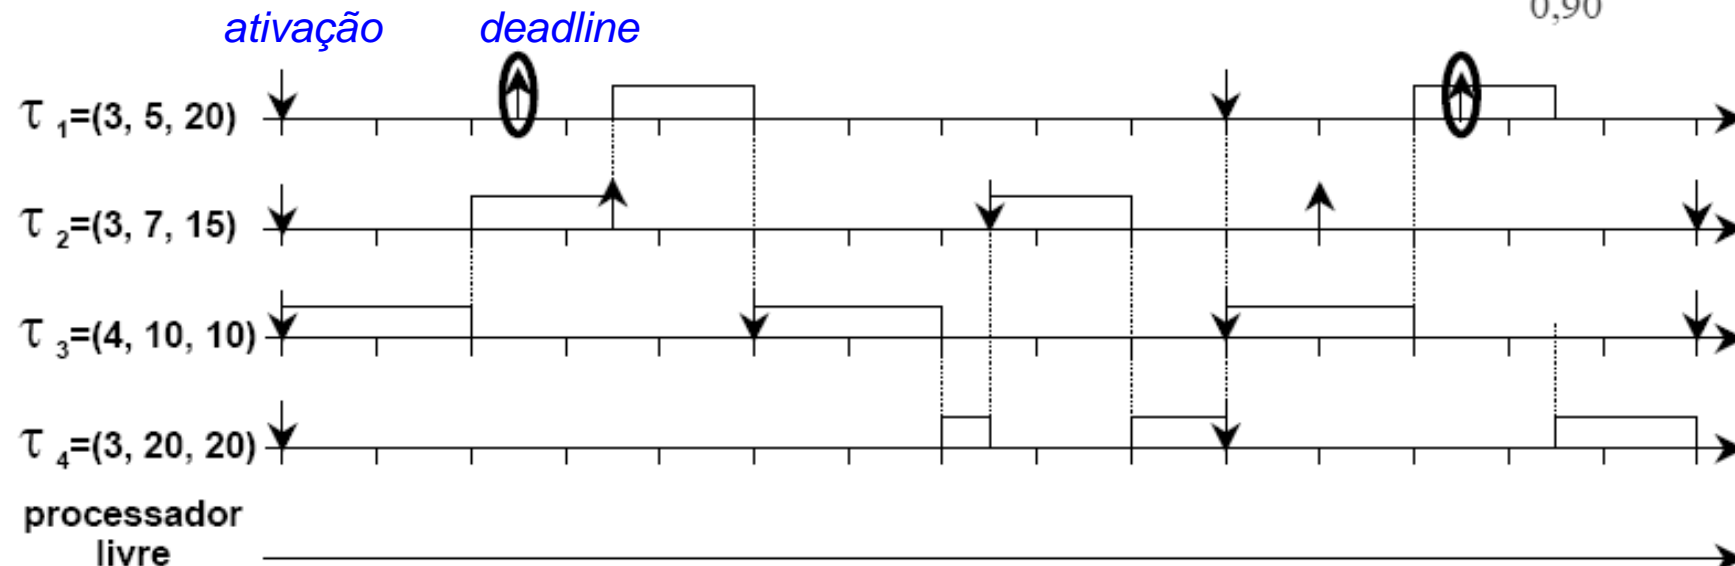 0,90
ativação deadline
τ 1=(3, 5, 20)
τ 2=(3, 7, 15)
τ 3=(4, 10, 10)
τ 4=(3, 20, 20)
processador
livre